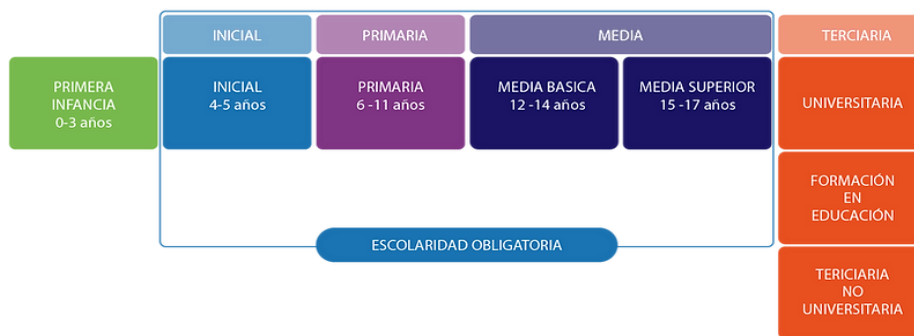 INICIAL
PRIMARIA
MEDIA
TERCIARIA
PRIMERA
INFANCIA
0-3 años
INICIAL
4-5 años
PRIMARIA
6 -11 años
MEDIA BASICA
12 -14 años
MEDIA SUPERIOR
15 -17 años
UNIVERSITARIA
FORMACIÓN
EN
EDUCACIÓN
ESCOLARIDAD OBLIGATORIA
TERICIARIA
NO
UNIVERSITARIA